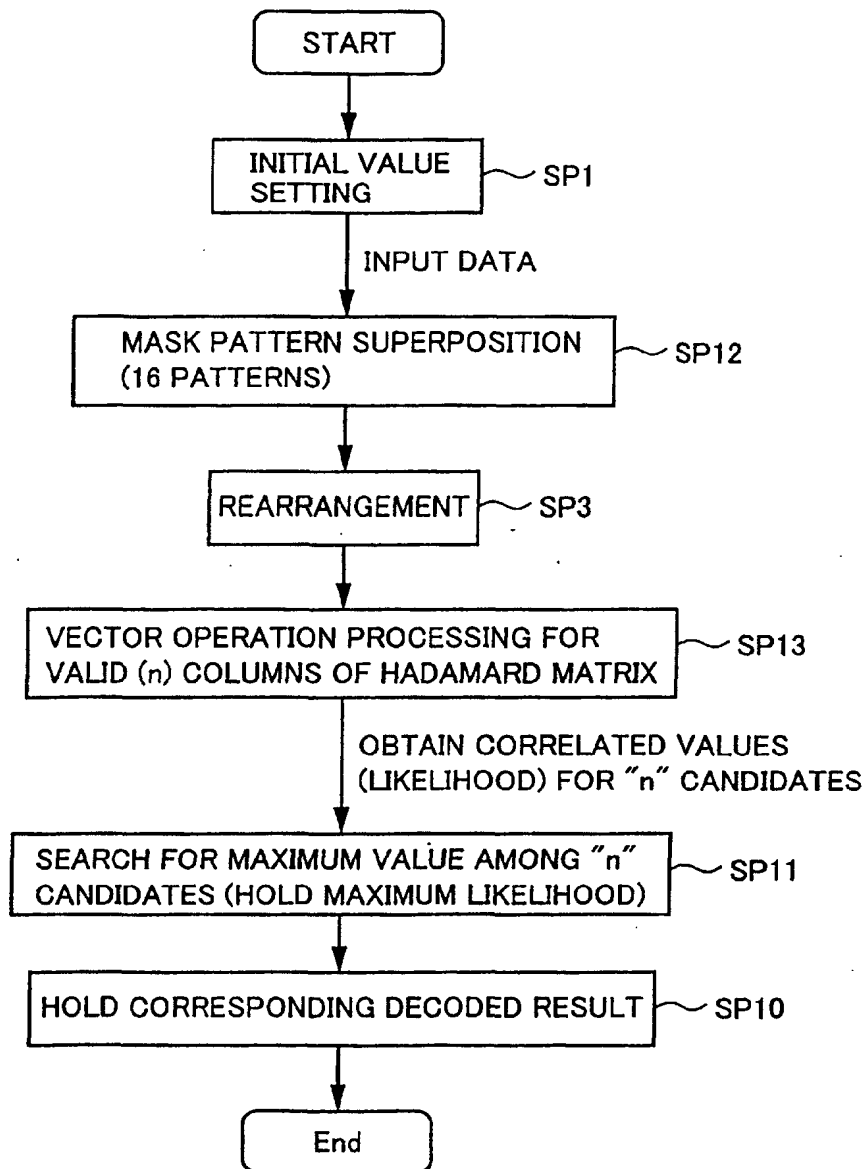 START
INITIAL VALUE
SETTING
SP1
INPUT DATA
MASK PATTERN SUPERPOSITION
(16 PATTERNS)
SP12
REARRANGEMENT
SP3
VECTOR OPERATION PROCESSING FOR
VALID (n) COLUMNS OF HADAMARD MATRIX
SP13
OBTAIN CORRELATED VALUES
(LIKELIHOOD) FOR "n" CANDIDATES
SEARCH FOR MAXIMUM VALUE AMONG "n"
CANDIDATES (HOLD MAXIMUM LIKELIHOOD)
SP11
HOLD CORRESPONDING DECODED RESULT
SP10
End